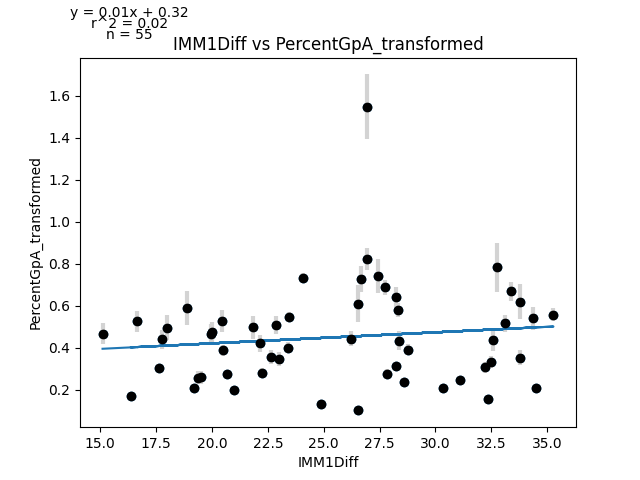 y = 0.01x + 0.32
r^2 = 0.02
n = 55
IMM1Diff vs PercentGpA_transformed
PercentGpA_transformed
1.6
1.4
1.2
1.0
0.8
0.6
0.4
0.2
15.0 17.5 20.0 22.5 25.0 27.5 30.0 32.5 35.0
IMM1Diff